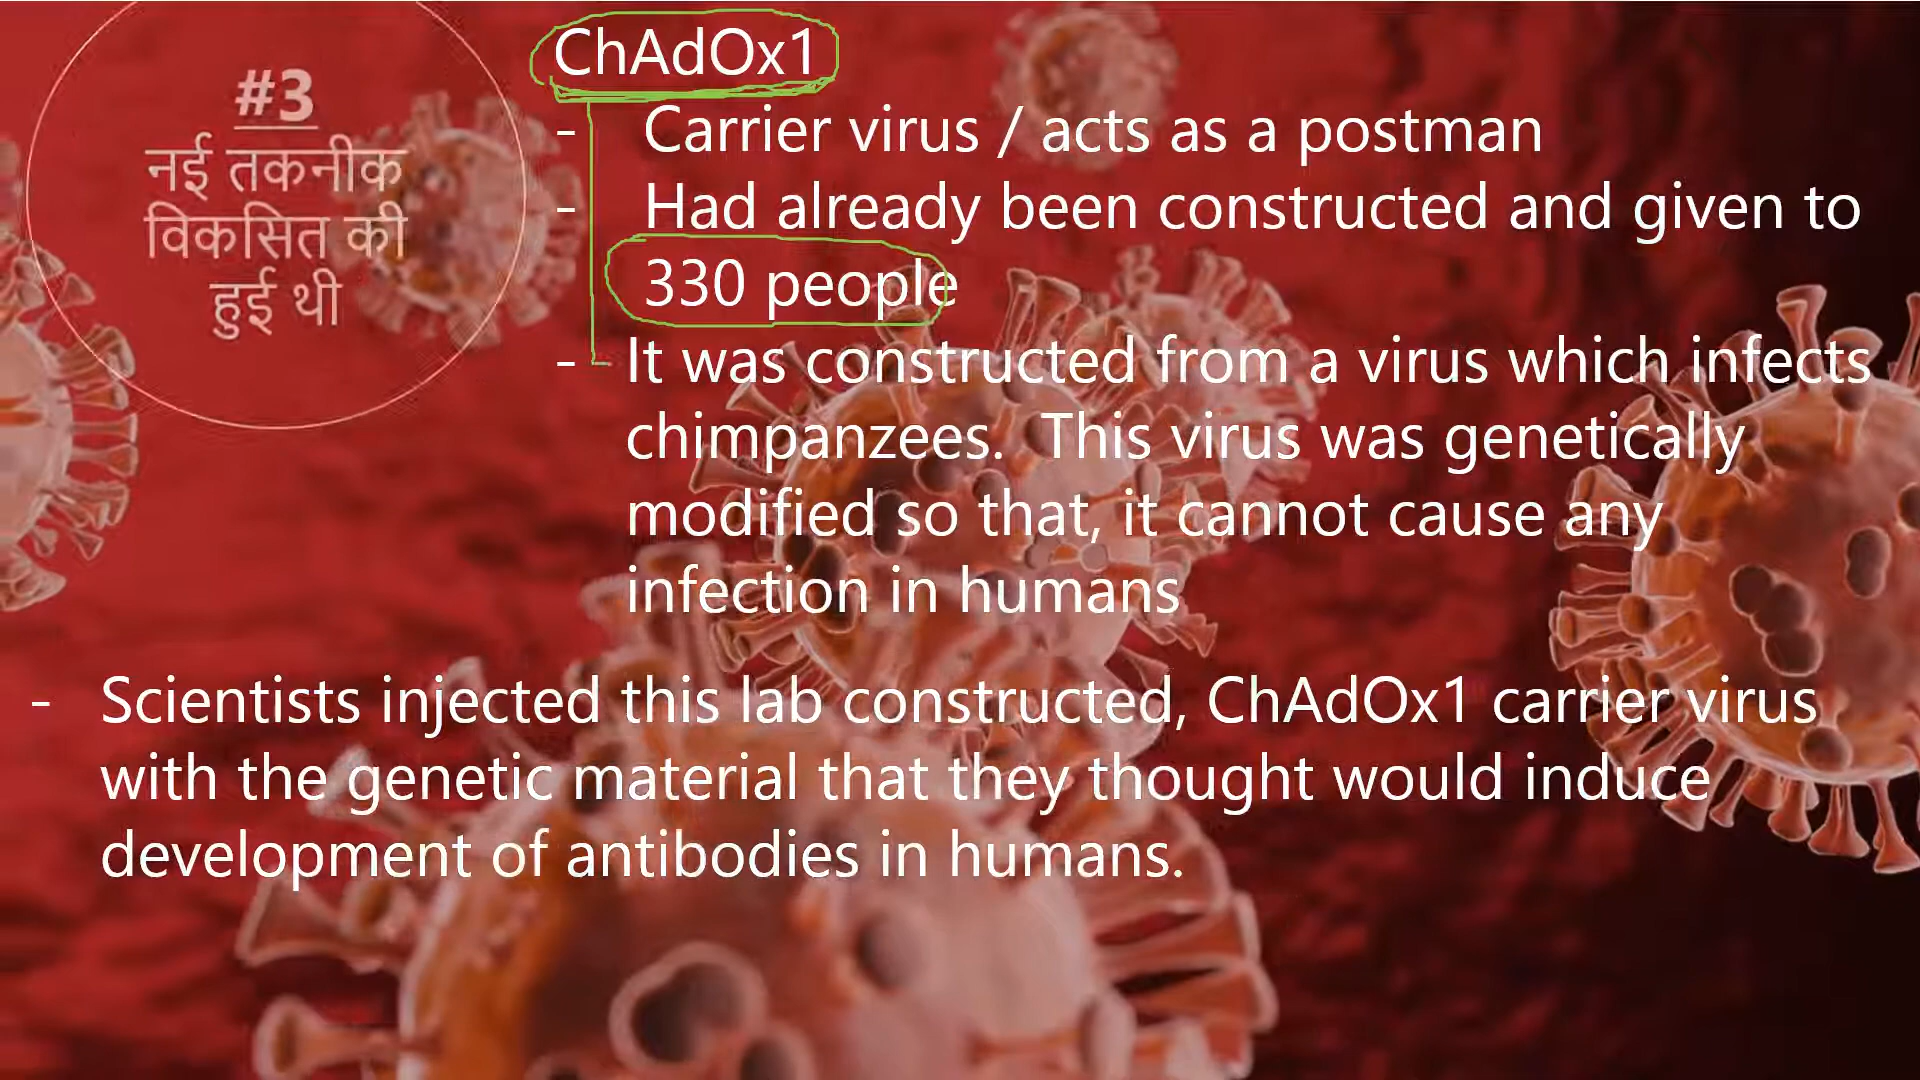 #3
नई तकनीक
विकसित की
हुई थी
ChAdOx1
- Carrier virus / acts as a postman
- Had already been constructed and given to
330 people
- It was constructed from a virus which infects
chimpanzees. This virus was genetically
modified so that, it cannot cause any
infection in humans
- Scientists injected this lab constructed, ChAdOx1 carrier virus
with the genetic material that they thought would induce
development of antibodies in humans.